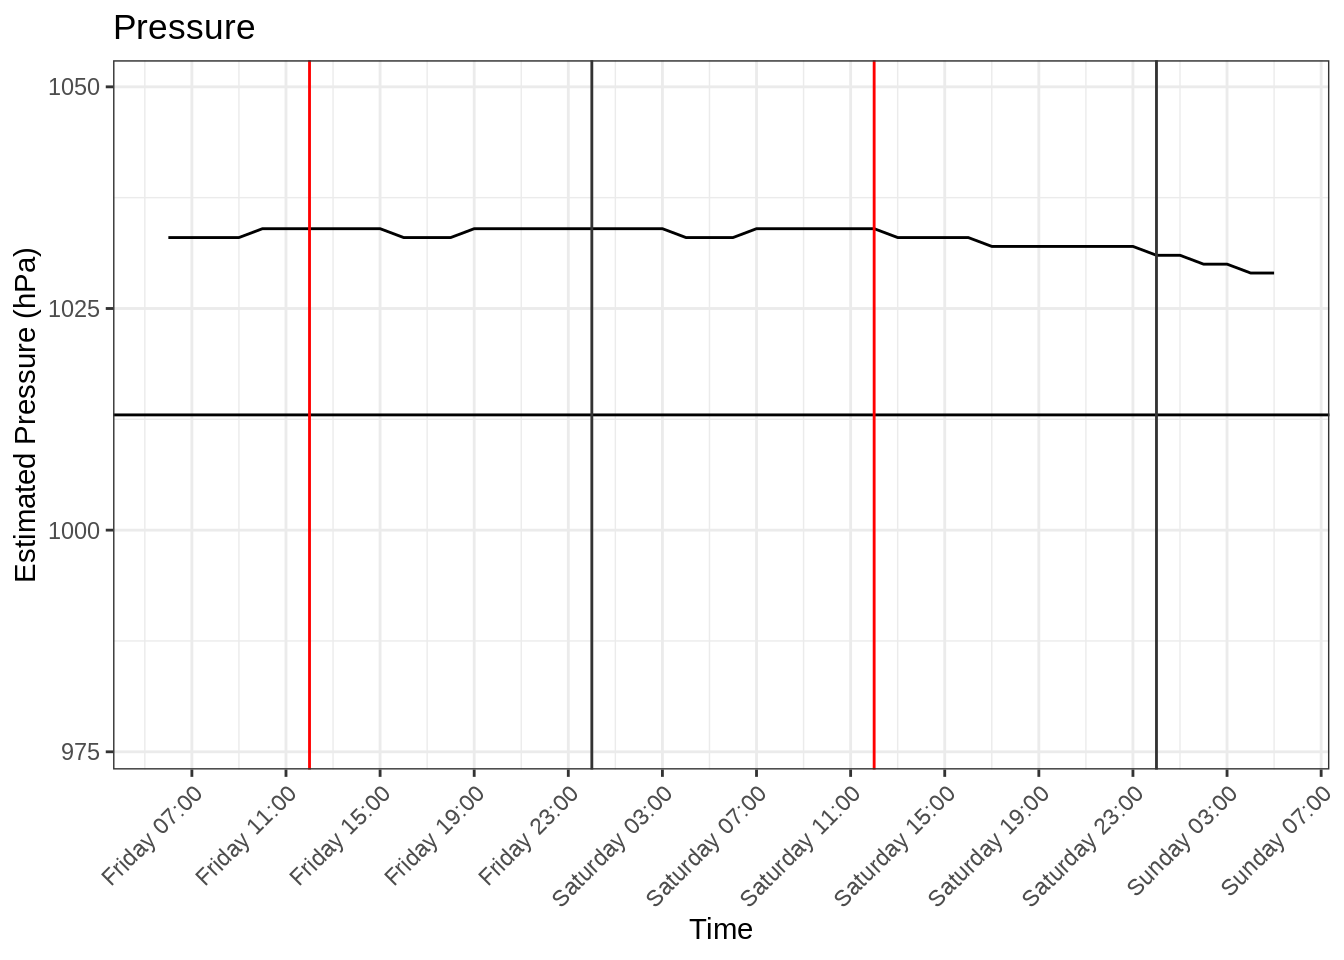 Pressure
Estimated Pressure (hPa)
1050
1025
1000
975
Friday 07:00
Friday 11:00
Friday 15:00
Friday 19:00
Friday 23:00
Saturday 03:00
Saturday 07:00
Saturday 11:00
Saturday 15:00
Saturday 19:00
Saturday 23:00
Sunday 03:00
Sunday 07:00
Time